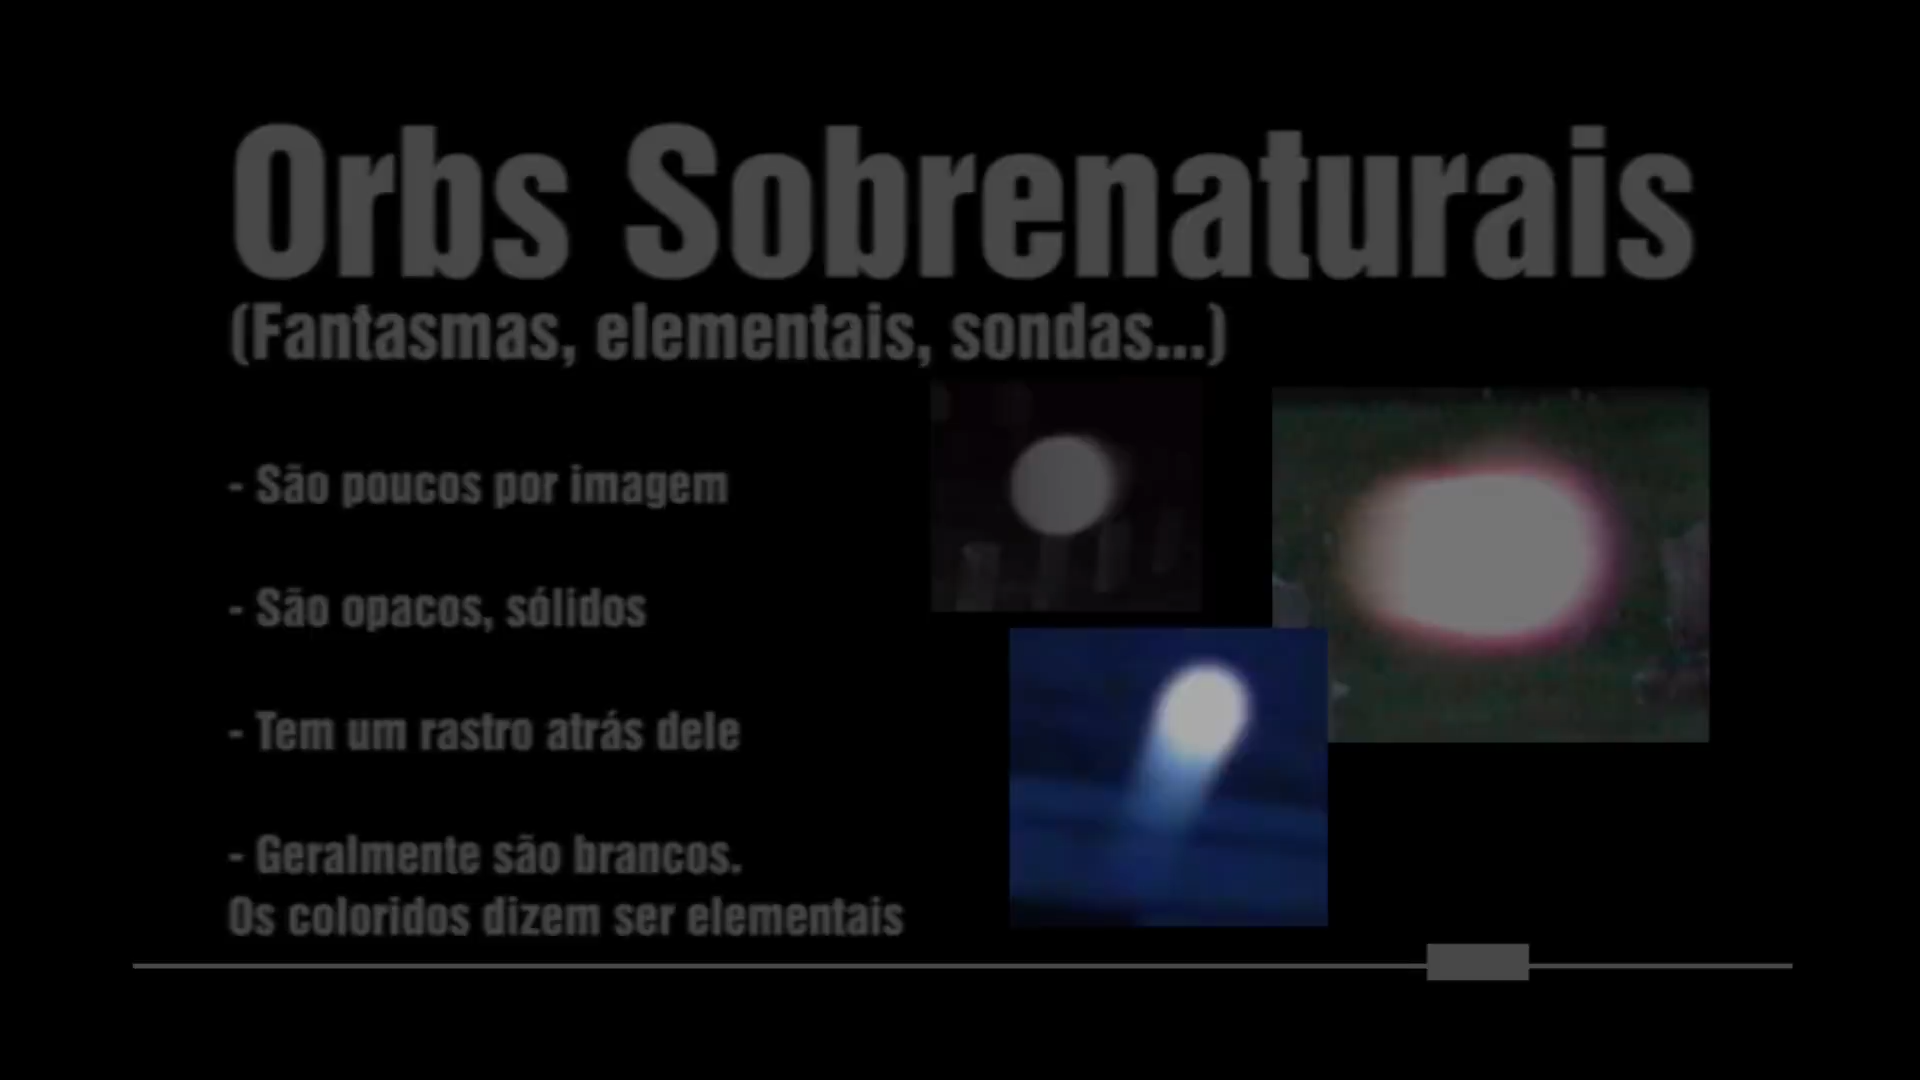 Orbs Sobrenaturais
(Fantasmas, elementais, sondas...)
- São poucos por imagem
- São opacos, sólidos
- Tem um rastro atrás dele
- Geralmente são brancos.
Os coloridos dizem ser elementais